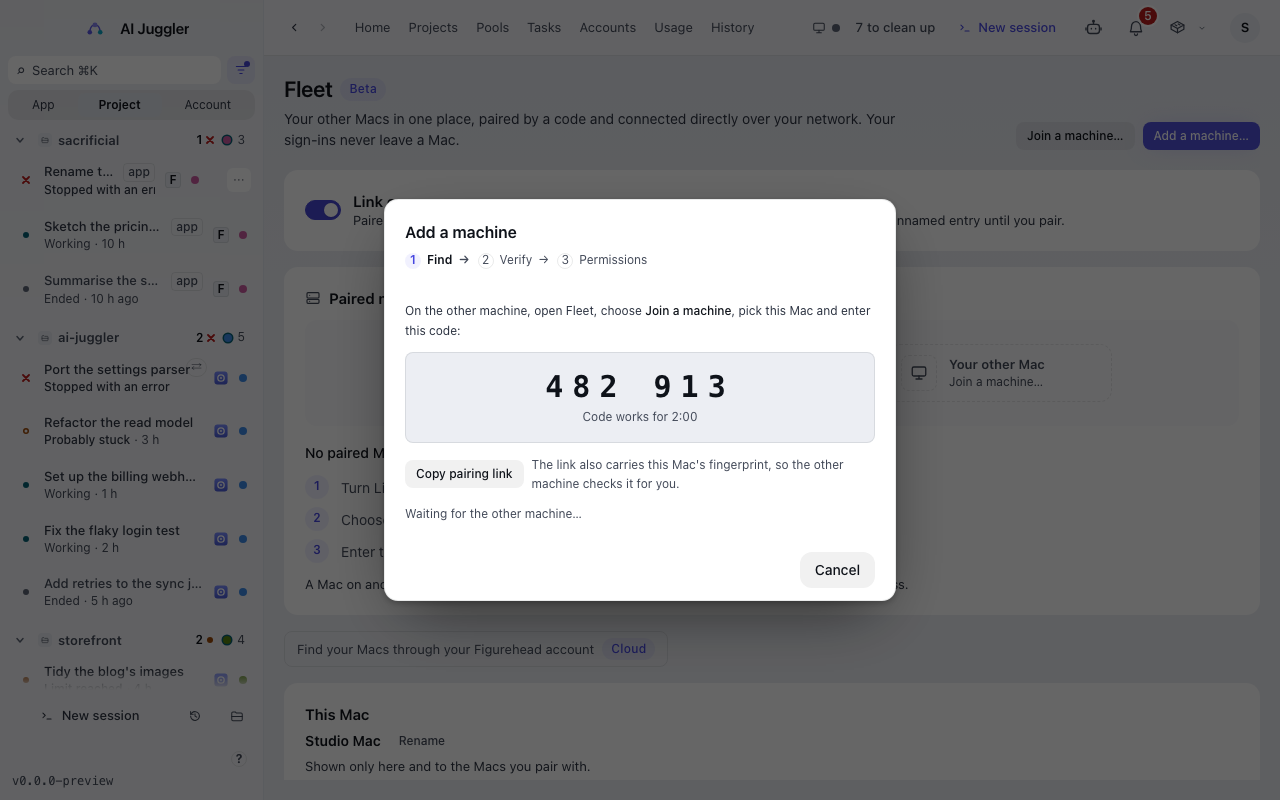 AI Juggler
Search ⌘K
App Project Account
sacrificial 1 3
Rename t... app F
Stopped with an err
Sketch the pricin... app F
Working · 10 h
Summarise the s... app F
Ended · 10 h ago
ai-juggler 2 5
Port the settings parser
Stopped with an error
Refactor the read model
Probably stuck · 3 h
Set up the billing webh...
Working · 1 h
Fix the flaky login test
Working · 2 h
Add retries to the sync j...
Ended · 5 h ago
storefront 2 4
Tidy the blog's images
New session
?
v0.0.0-preview
Home Projects Pools Tasks Accounts Usage History 7 to clean up New session 5 S
Fleet Beta
Your other Macs in one place, paired by a code and connected directly over your network. Your
sign-ins never leave a Mac.
Join a machine... Add a machine...
Link
Paire nnamed entry until you pair.
Paired
Your other Mac
Join a machine...
No paired M
1 Turn Li
2 Choos
3 Enter t
A Mac on an s.
Find your Macs through your Figurehead account Cloud
This Mac
Studio Mac Rename
Shown only here and to the Macs you pair with.
Add a machine
1 Find → 2 Verify → 3 Permissions
On the other machine, open Fleet, choose Join a machine, pick this Mac and enter
this code:
482 913
Code works for 2:00
Copy pairing link
The link also carries this Mac's fingerprint, so the other
machine checks it for you.
Waiting for the other machine...
Cancel